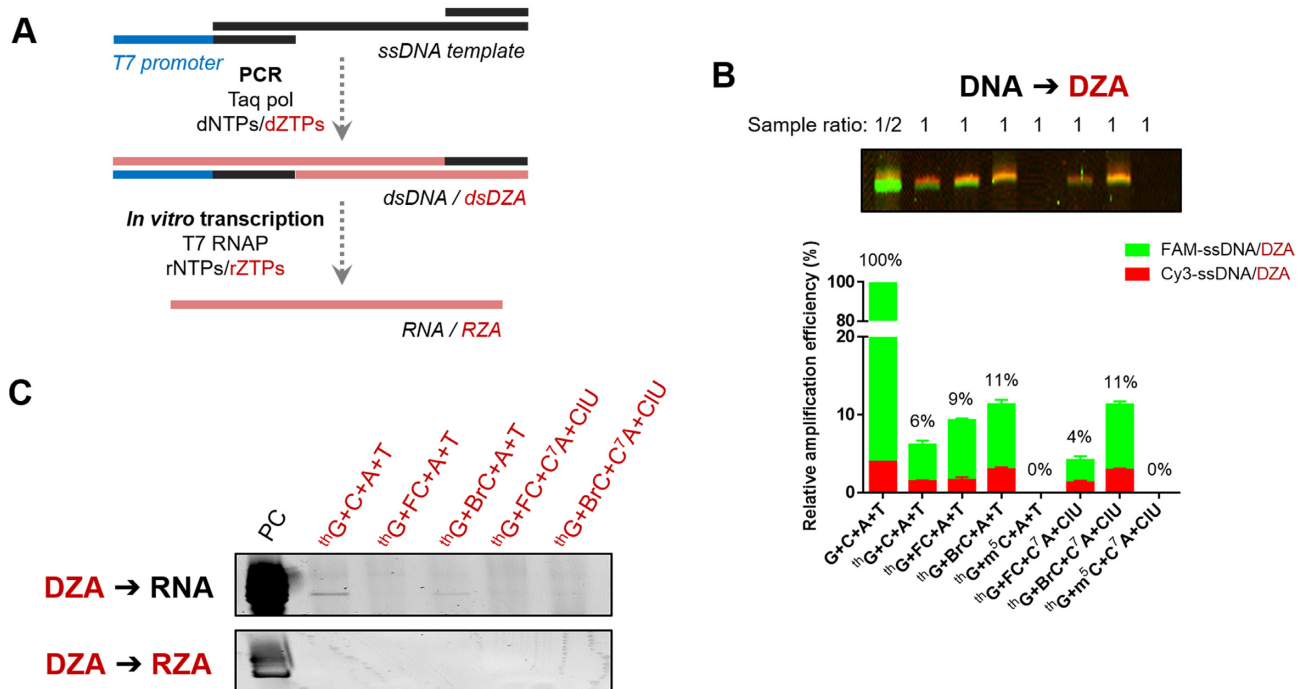 A
T7 promoter
ssDNA template
PCR
Taq pol
dNTPs/dZTPs
dsDNA / dsDZA
In vitro transcription
T7 RNAP
rNTPs/rZTPs
RNA / RZA
B
DNA → DZA
Sample ratio: 1/2 1 1 1 1 1 1 1
FAM-ssDNA/DZA
Cy3-ssDNA/DZA
Relative amplification efficiency (%)
100
80
20
10
0
100%
6%
9%
11%
0%
4%
11%
0%
G+C+A+T
ᵗʰG+C+A+T
ᵗʰG+FC+A+T
ᵗʰG+BrC+A+T
ᵗʰG+m⁵C+A+T
ᵗʰG+FC+C⁷A+ClU
ᵗʰG+BrC+C⁷A+ClU
ᵗʰG+m⁵C+C⁷A+ClU
C
PC
ᵗʰG+C+A+T
ᵗʰG+FC+A+T
ᵗʰG+BrC+A+T
ᵗʰG+FC+C⁷A+ClU
ᵗʰG+BrC+C⁷A+ClU
DZA → RNA
DZA → RZA